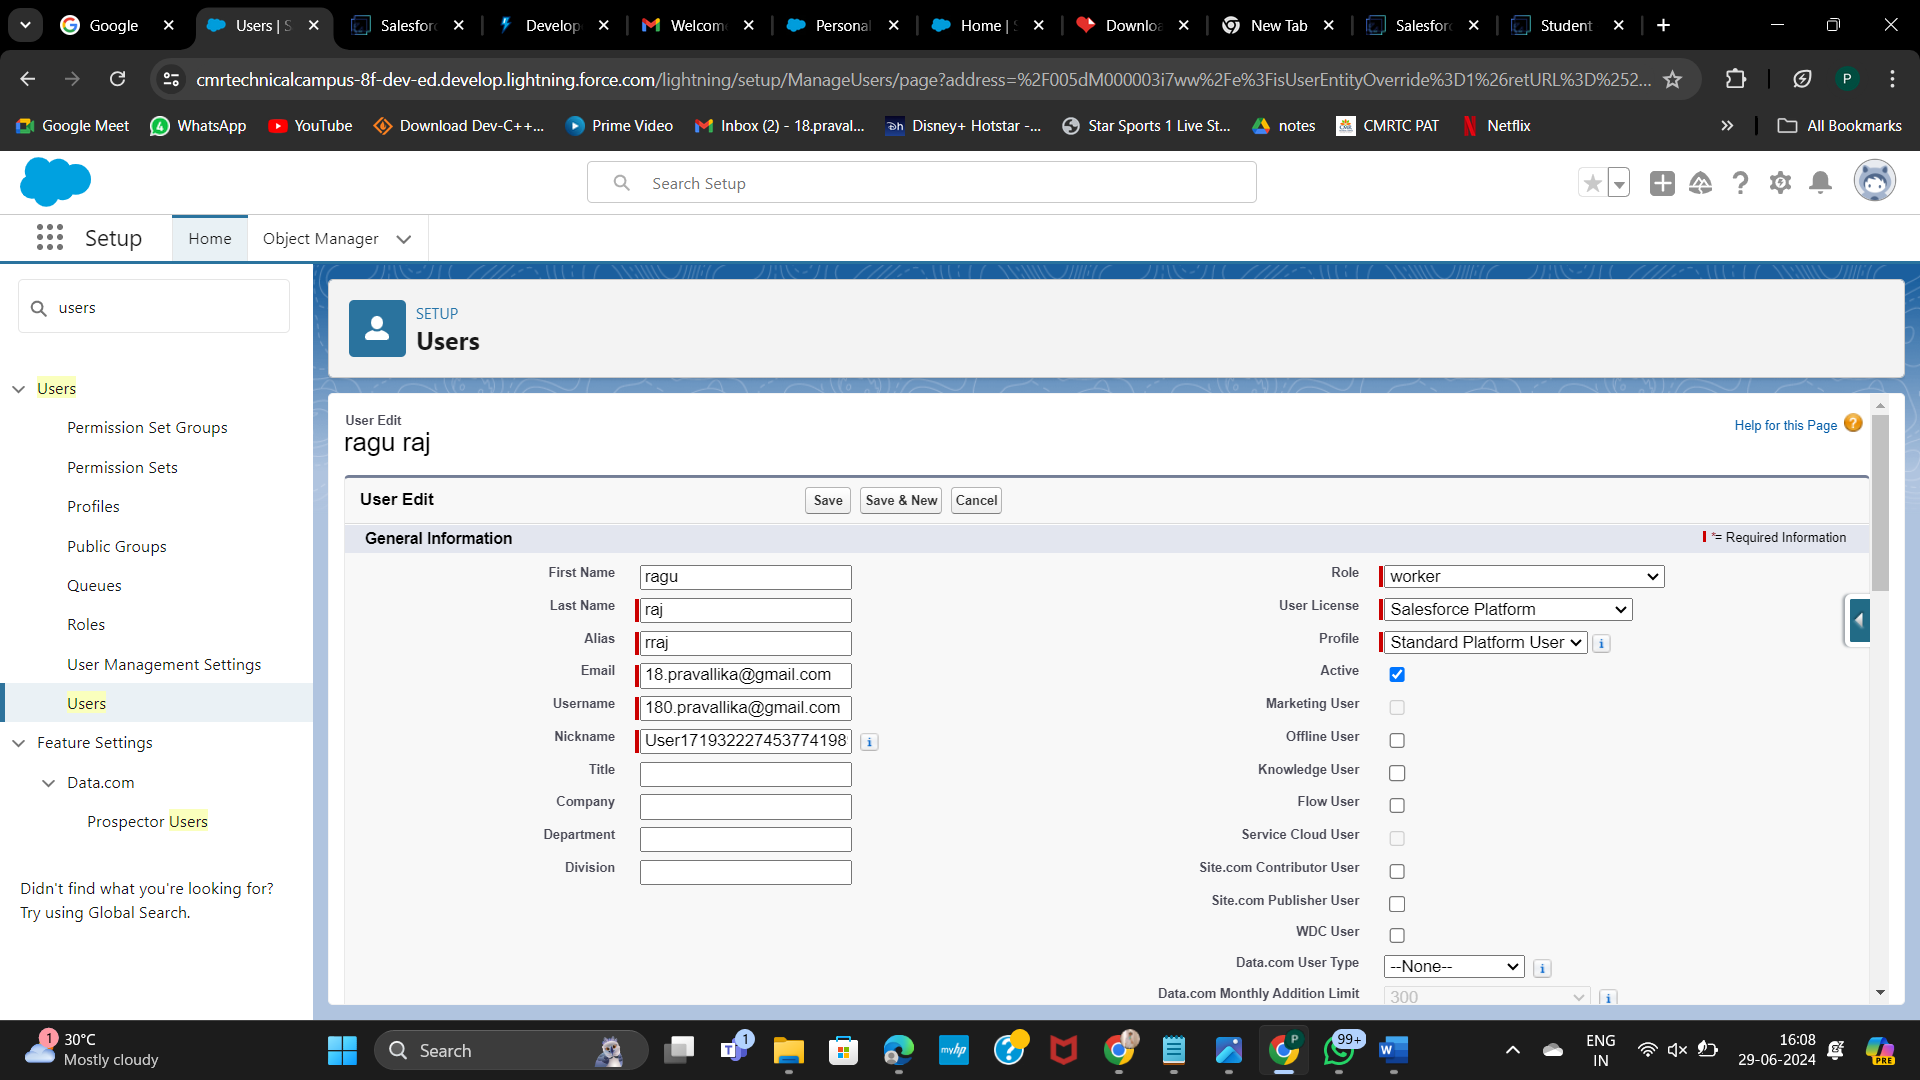 Google
Users | S
Salesforc
Develop
Welcom
Personal
Home | S
Downloa
New Tab
Salesforc
Student
cmrtechnicalcampus-8f-dev-ed.develop.lightning.force.com/lightning/setup/ManageUsers/page?address=%2F005dM000003i7ww%2Fe%3FisUserEntityOverride%3D1%26retURL%3D%252...
P
Google Meet
WhatsApp
YouTube
Download Dev-C++...
Prime Video
Inbox (2) - 18.praval...
Disney+ Hotstar -...
Star Sports 1 Live St...
notes
CMRTC PAT
Netflix
All Bookmarks
Search Setup
Setup
Home
Object Manager
users
Users
Permission Set Groups
Permission Sets
Profiles
Public Groups
Queues
Roles
User Management Settings
Users
Feature Settings
Data.com
Prospector Users
Didn't find what you're looking for?
Try using Global Search.
SETUP
Users
User Edit
ragu raj
Help for this Page
User Edit
Save
Save & New
Cancel
General Information
= Required Information
First Name ragu
Last Name raj
Alias rraj
Email 18.pravallika@gmail.com
Username 180.pravallika@gmail.com
Nickname User171932227453774198
Title
Company
Department
Division
Role worker
User License Salesforce Platform
Profile Standard Platform User
Active
Marketing User
Offline User
Knowledge User
Flow User
Service Cloud User
Site.com Contributor User
Site.com Publisher User
WDC User
Data.com User Type --None--
Data.com Monthly Addition Limit 300
1
30°C
Mostly cloudy
Search
1
myhp
P
99+
W
ENG
IN
16:08
29-06-2024
PRE